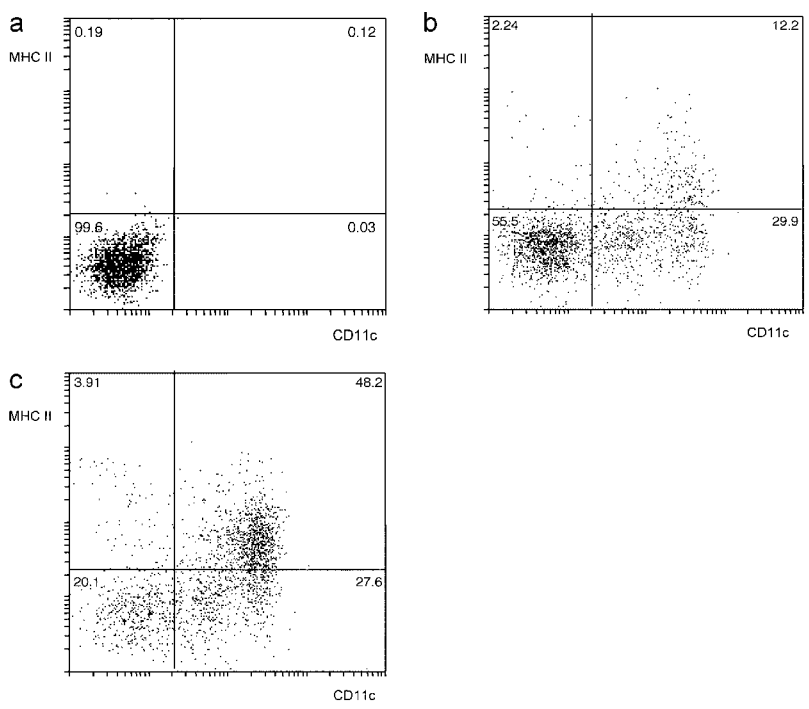 a
0.19 0.12
MHC II
99.6 0.03
CD11c
b
2.24 12.2
MHC II
55.5 29.9
CD11c
c
3.91 48.2
MHC II
20.1 27.6
CD11c